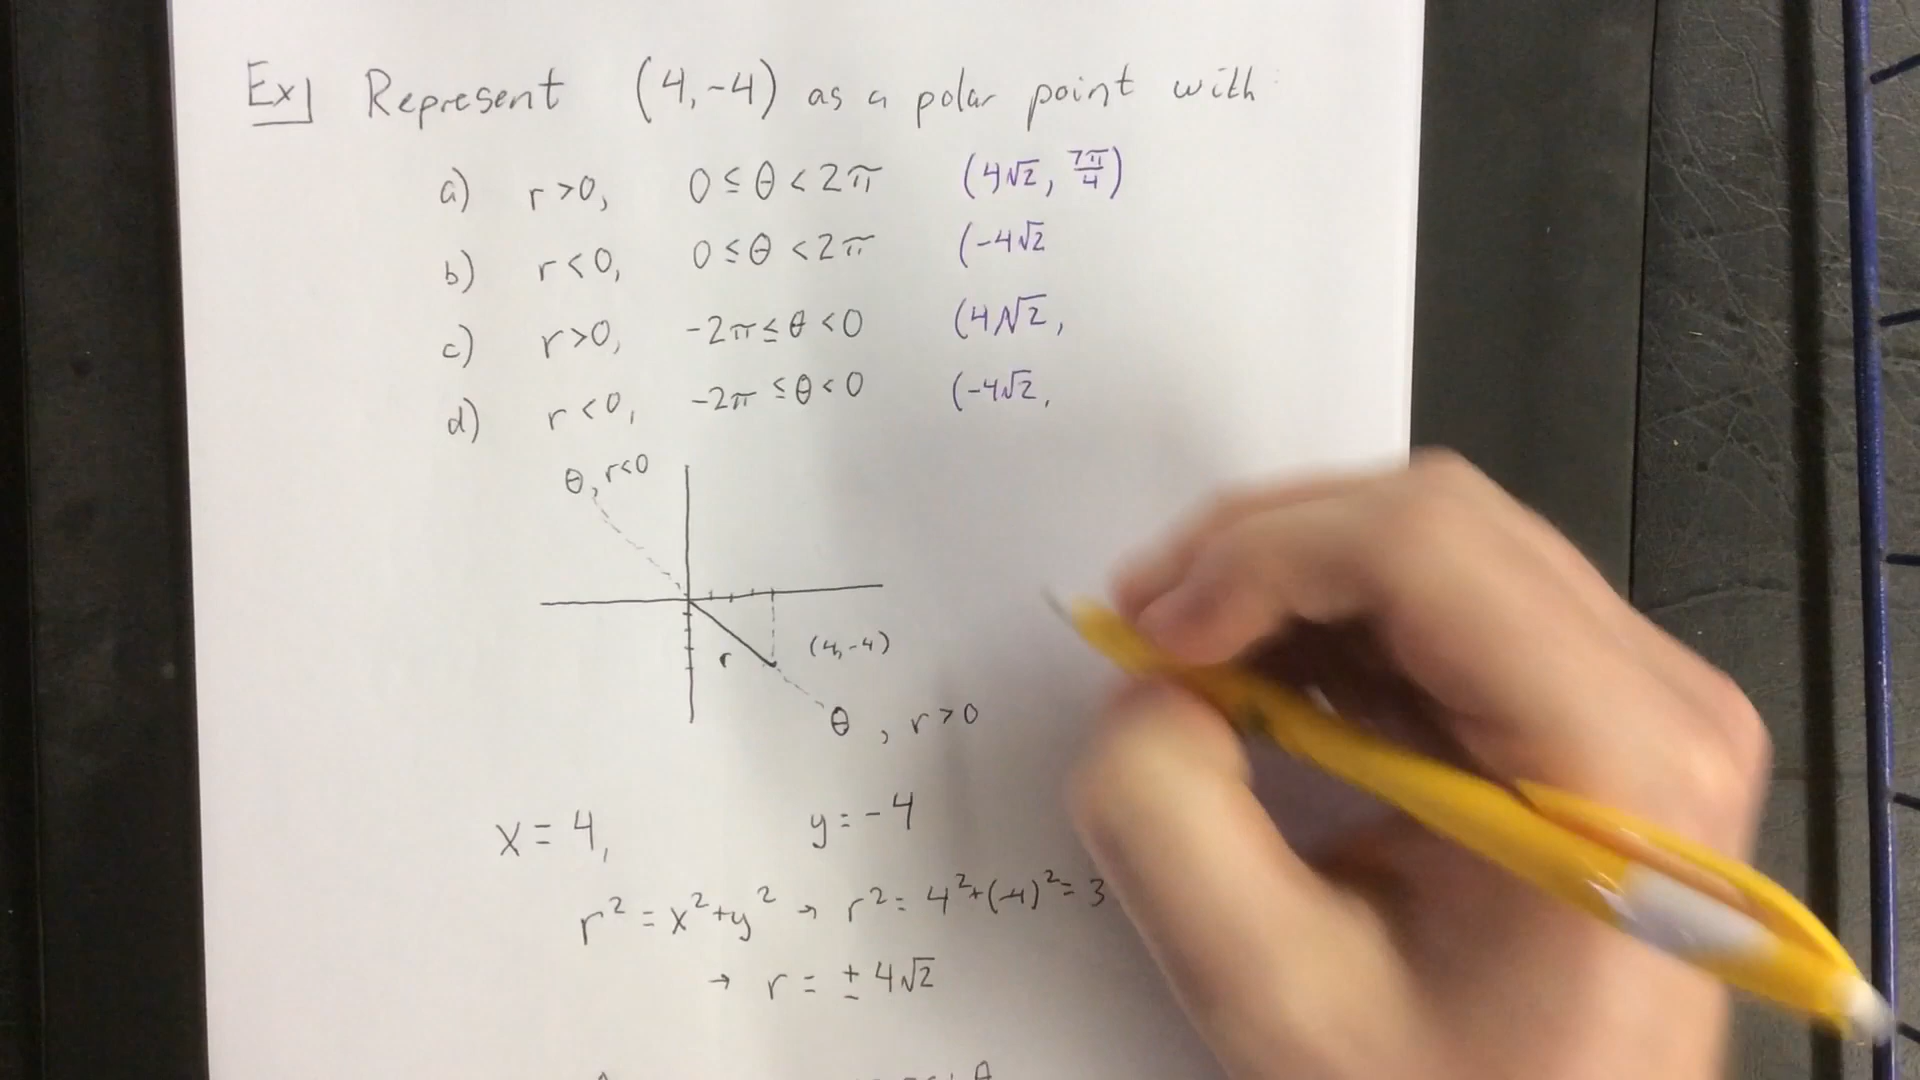 Ex] Represent (4,-4) as a polar point with
a) r>0, 0≤θ<2π (4√2, 7π/4)
b) r<0, 0≤θ<2π (-4√2
c) r>0, -2π≤θ<0 (4√2,
d) r<0, -2π≤θ<0 (-4√2,
θ, r<0
(4,-4)
r
θ , r>0
x=4, y=-4
r²=x²+y² → r²=4²+(-4)²=3
→ r=±4√2